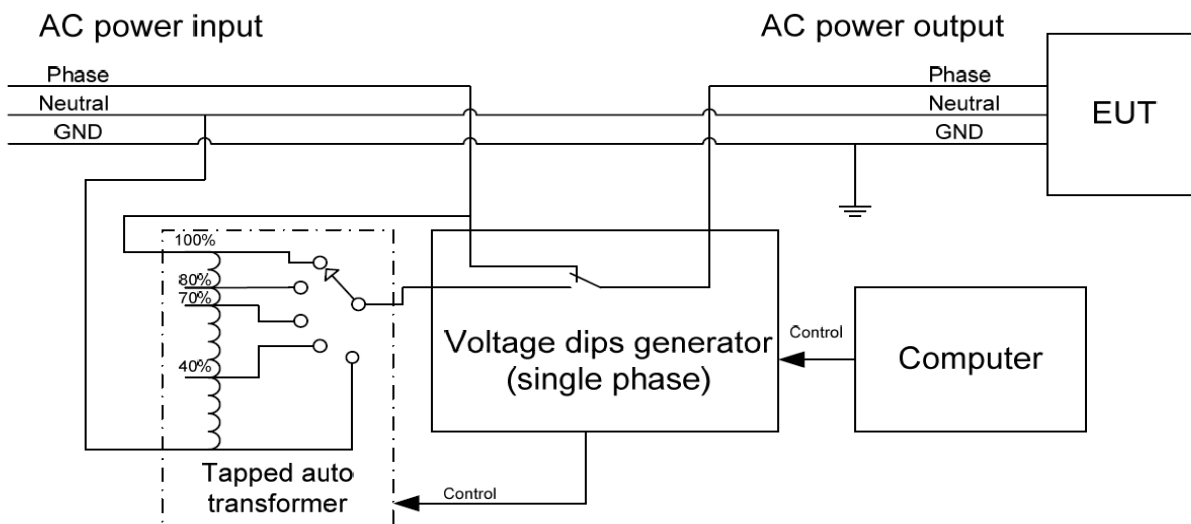 AC power input
AC power output
Phase
Neutral
GND
Phase
Neutral
GND
EUT
100%
80%
70%
40%
Tapped auto
transformer
Voltage dips generator
(single phase)
Control
Computer
Control